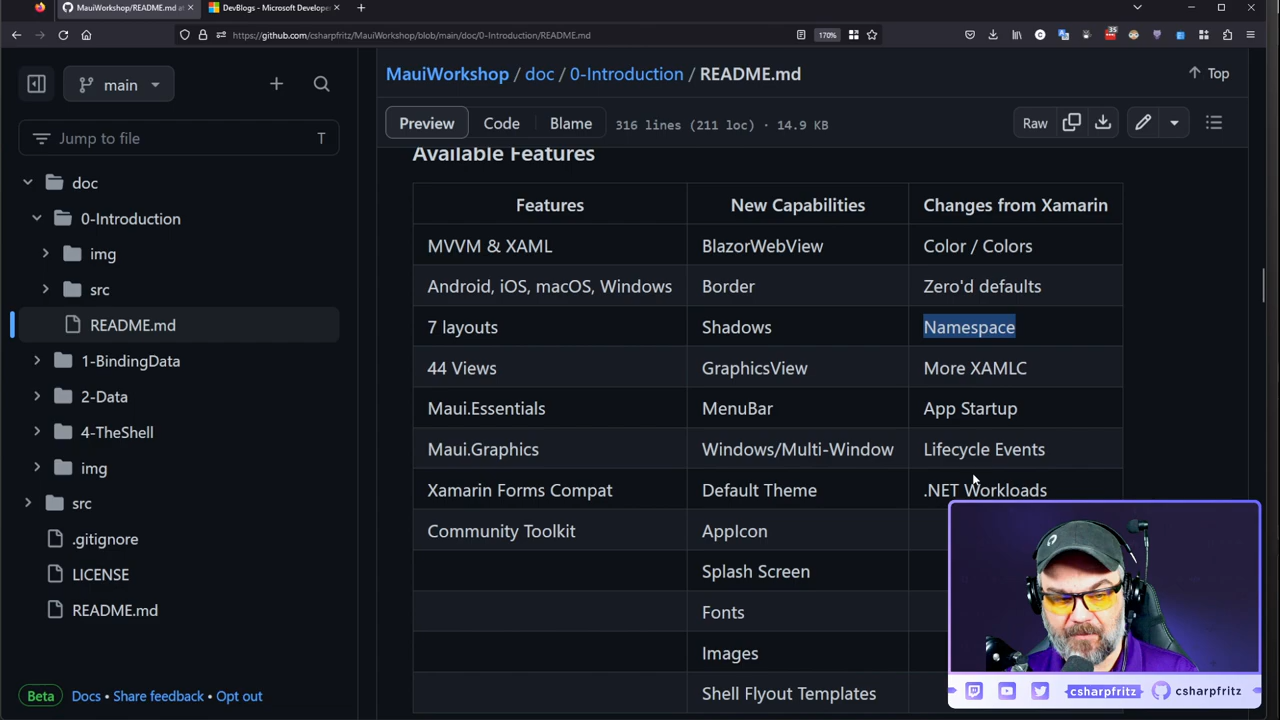 MauiWorkshop/README.md at
DevBlogs - Microsoft Develope
https://github.com/csharpfritz/MauiWorkshop/blob/main/doc/0-Introduction/README.md
170%
35
main
MauiWorkshop / doc / 0-Introduction / README.md
Top
Jump to file
T
Preview
Code
Blame
316 lines (211 loc) · 14.9 KB
Raw
doc
0-Introduction
img
src
README.md
1-BindingData
2-Data
4-TheShell
img
src
.gitignore
LICENSE
README.md
Beta Docs · Share feedback · Opt out
Available Features
Features New Capabilities Changes from Xamarin
MVVM & XAML BlazorWebView Color / Colors
Android, iOS, macOS, Windows Border Zero'd defaults
7 layouts Shadows Namespace
44 Views GraphicsView More XAMLC
Maui.Essentials MenuBar App Startup
Maui.Graphics Windows/Multi-Window Lifecycle Events
Xamarin Forms Compat Default Theme .NET Workloads
Community Toolkit AppIcon
Splash Screen
Fonts
Images
Shell Flyout Templates
csharpfritz csharpfritz